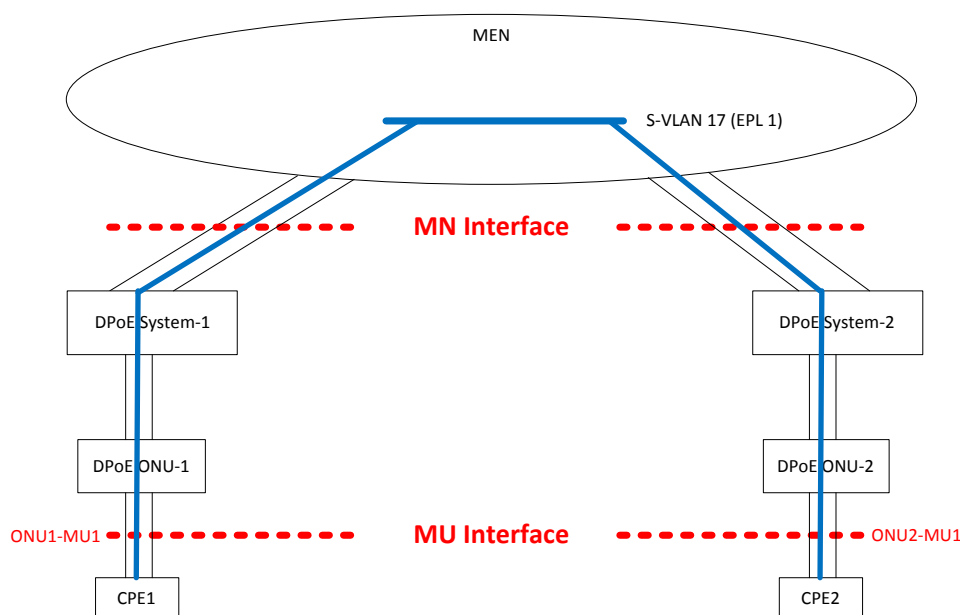 MEN
S-VLAN 17 (EPL 1)
MN Interface
DPoE System-1
DPoE System-2
DPoE ONU-1
DPoE ONU-2
ONU1-MU1
MU Interface
ONU2-MU1
CPE1
CPE2